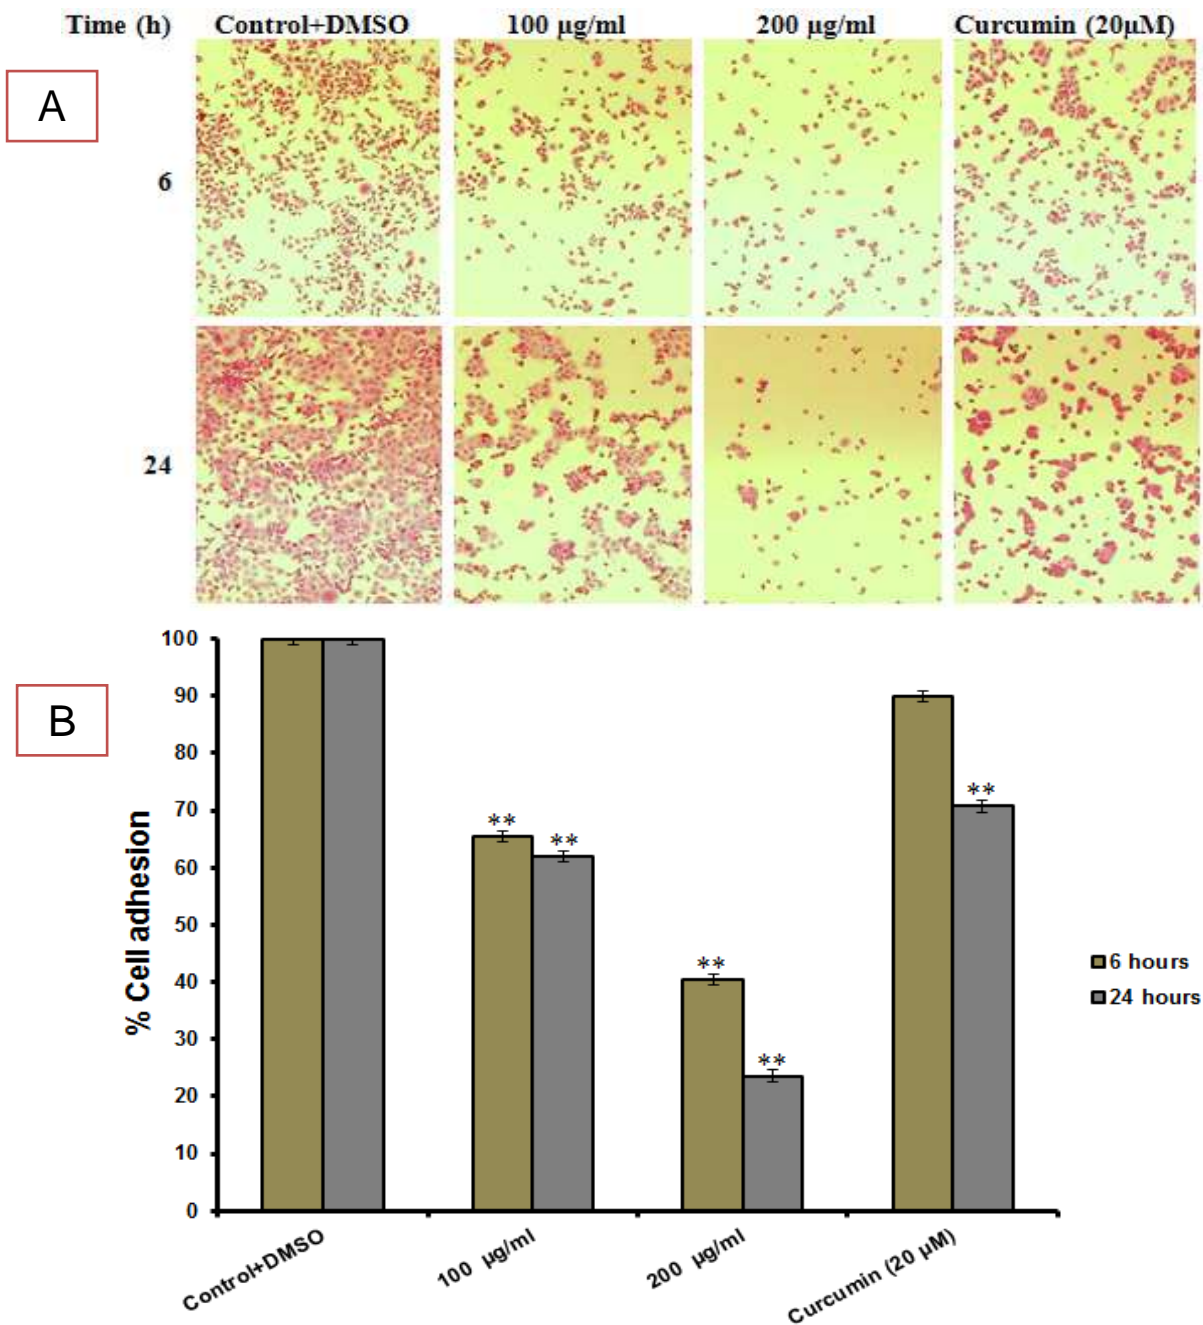 Time (h) Control+DMSO 100 µg/ml 200 µg/ml Curcumin (20µM)
A
6
24
B
% Cell adhesion
100
90
80
70
60
50
40
30
20
10
0
** ** ** ** **
6 hours
24 hours
Control+DMSO 100 µg/ml 200 µg/ml Curcumin (20 µM)